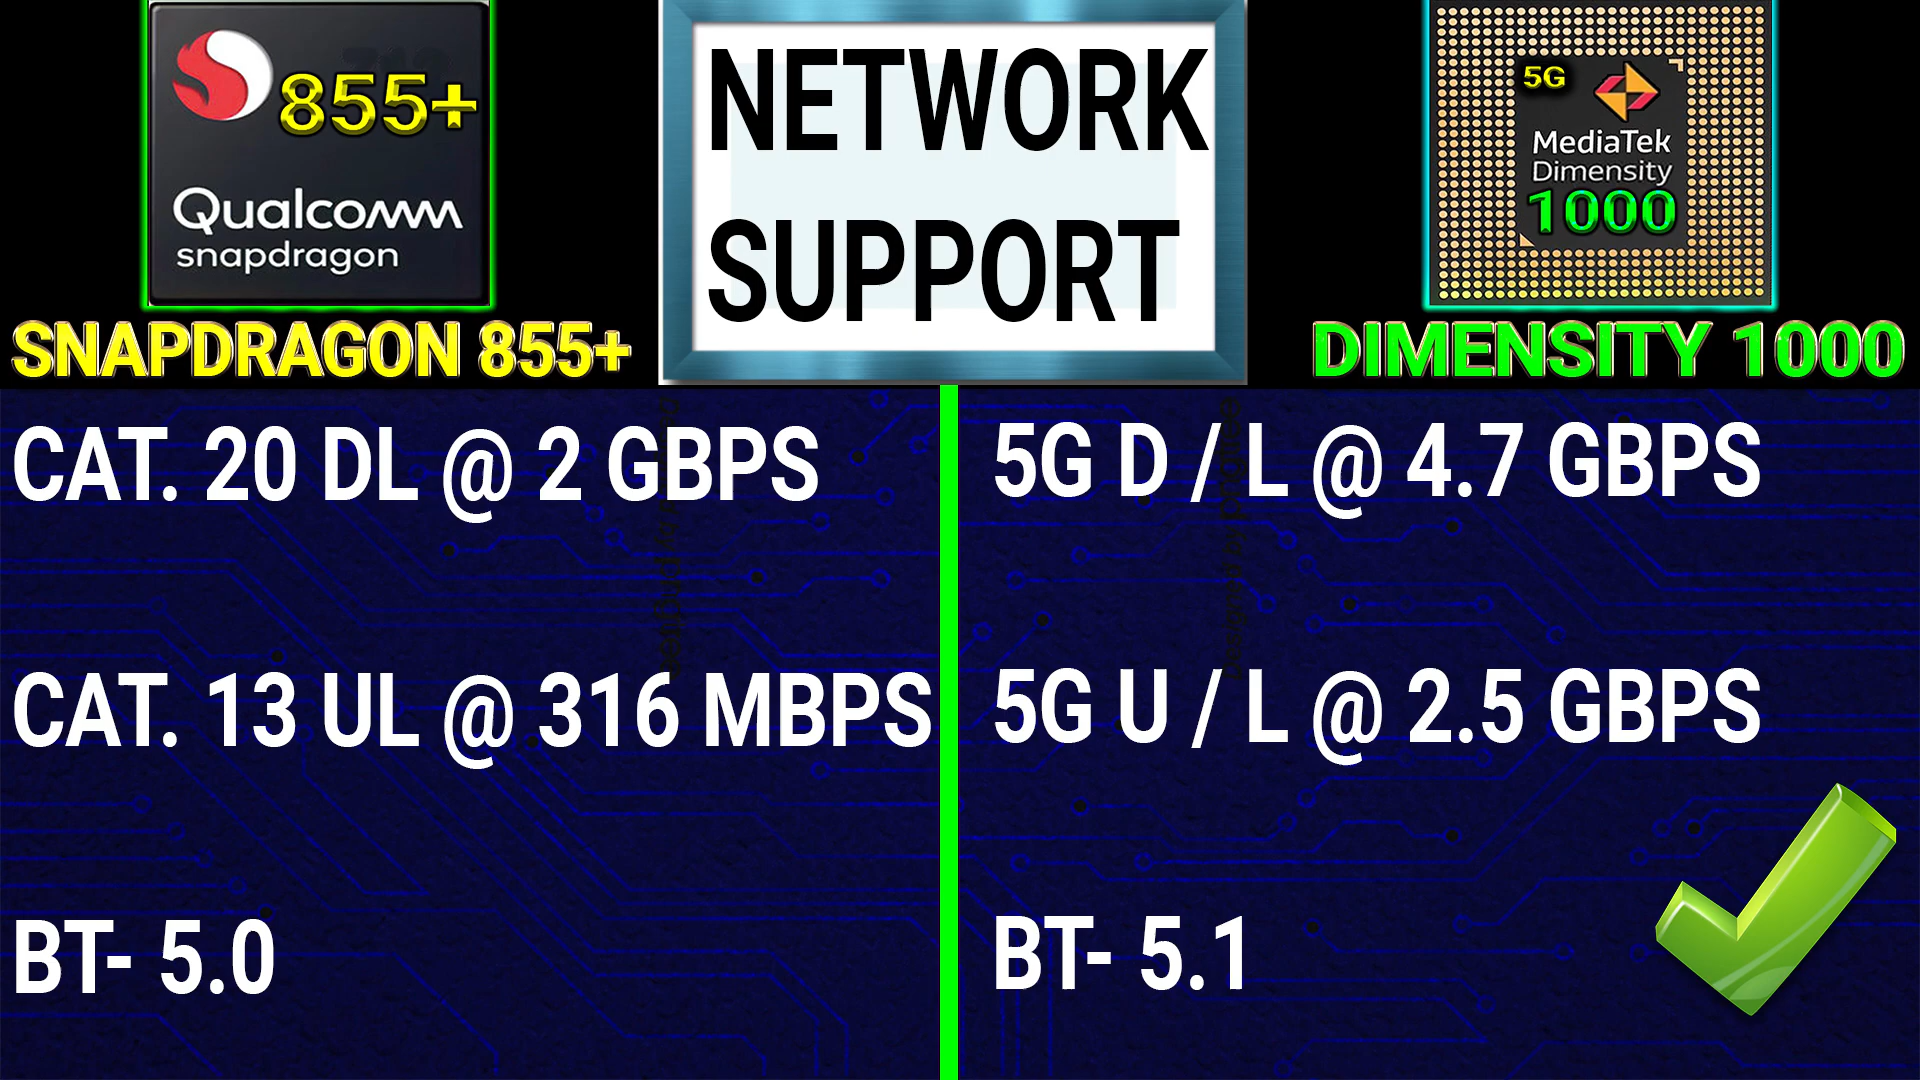 855+
Qualcomm
snapdragon
SNAPDRAGON 855+
NETWORK
SUPPORT
5G
MediaTek
Dimensity
1000
DIMENSITY 1000
CAT. 20 DL @ 2 GBPS
CAT. 13 UL @ 316 MBPS
BT- 5.0
5G D / L @ 4.7 GBPS
5G U / L @ 2.5 GBPS
BT- 5.1